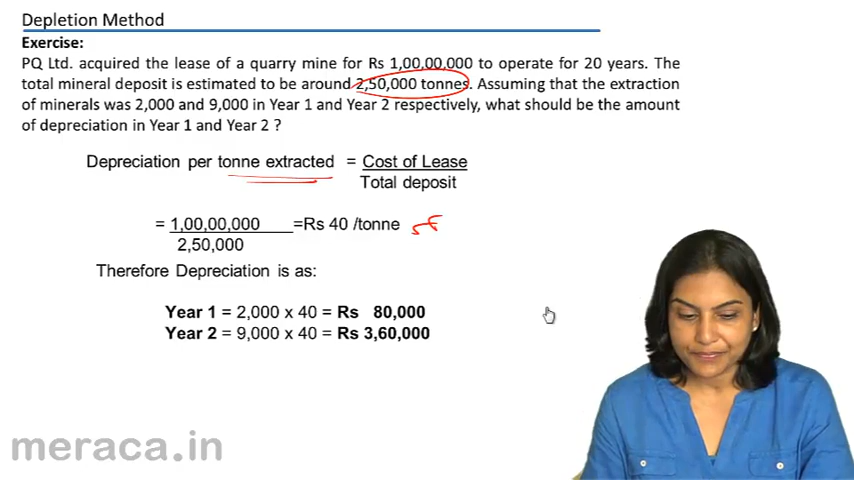 Depletion Method
Exercise:
PQ Ltd. acquired the lease of a quarry mine for Rs 1,00,00,000 to operate for 20 years. The
total mineral deposit is estimated to be around 2,50,000 tonnes. Assuming that the extraction
of minerals was 2,000 and 9,000 in Year 1 and Year 2 respectively, what should be the amount
of depreciation in Year 1 and Year 2 ?
Depreciation per tonne extracted = Cost of Lease
Total deposit
= 1,00,00,000 =Rs 40 /tonne
2,50,000
Therefore Depreciation is as:
Year 1 = 2,000 x 40 = Rs 80,000
Year 2 = 9,000 x 40 = Rs 3,60,000
meraca.in